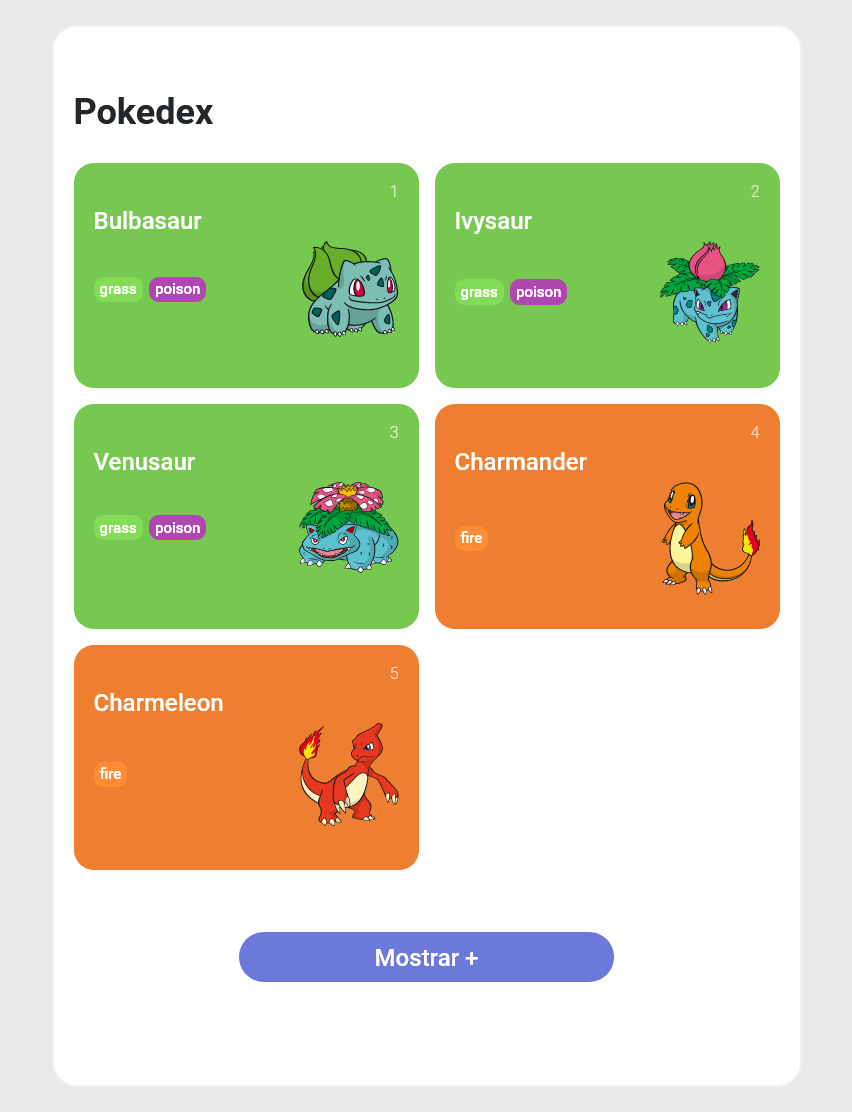 Pokedex
1
Bulbasaur
grass poison
2
Ivysaur
grass poison
3
Venusaur
grass poison
4
Charmander
fire
5
Charmeleon
fire
Mostrar +